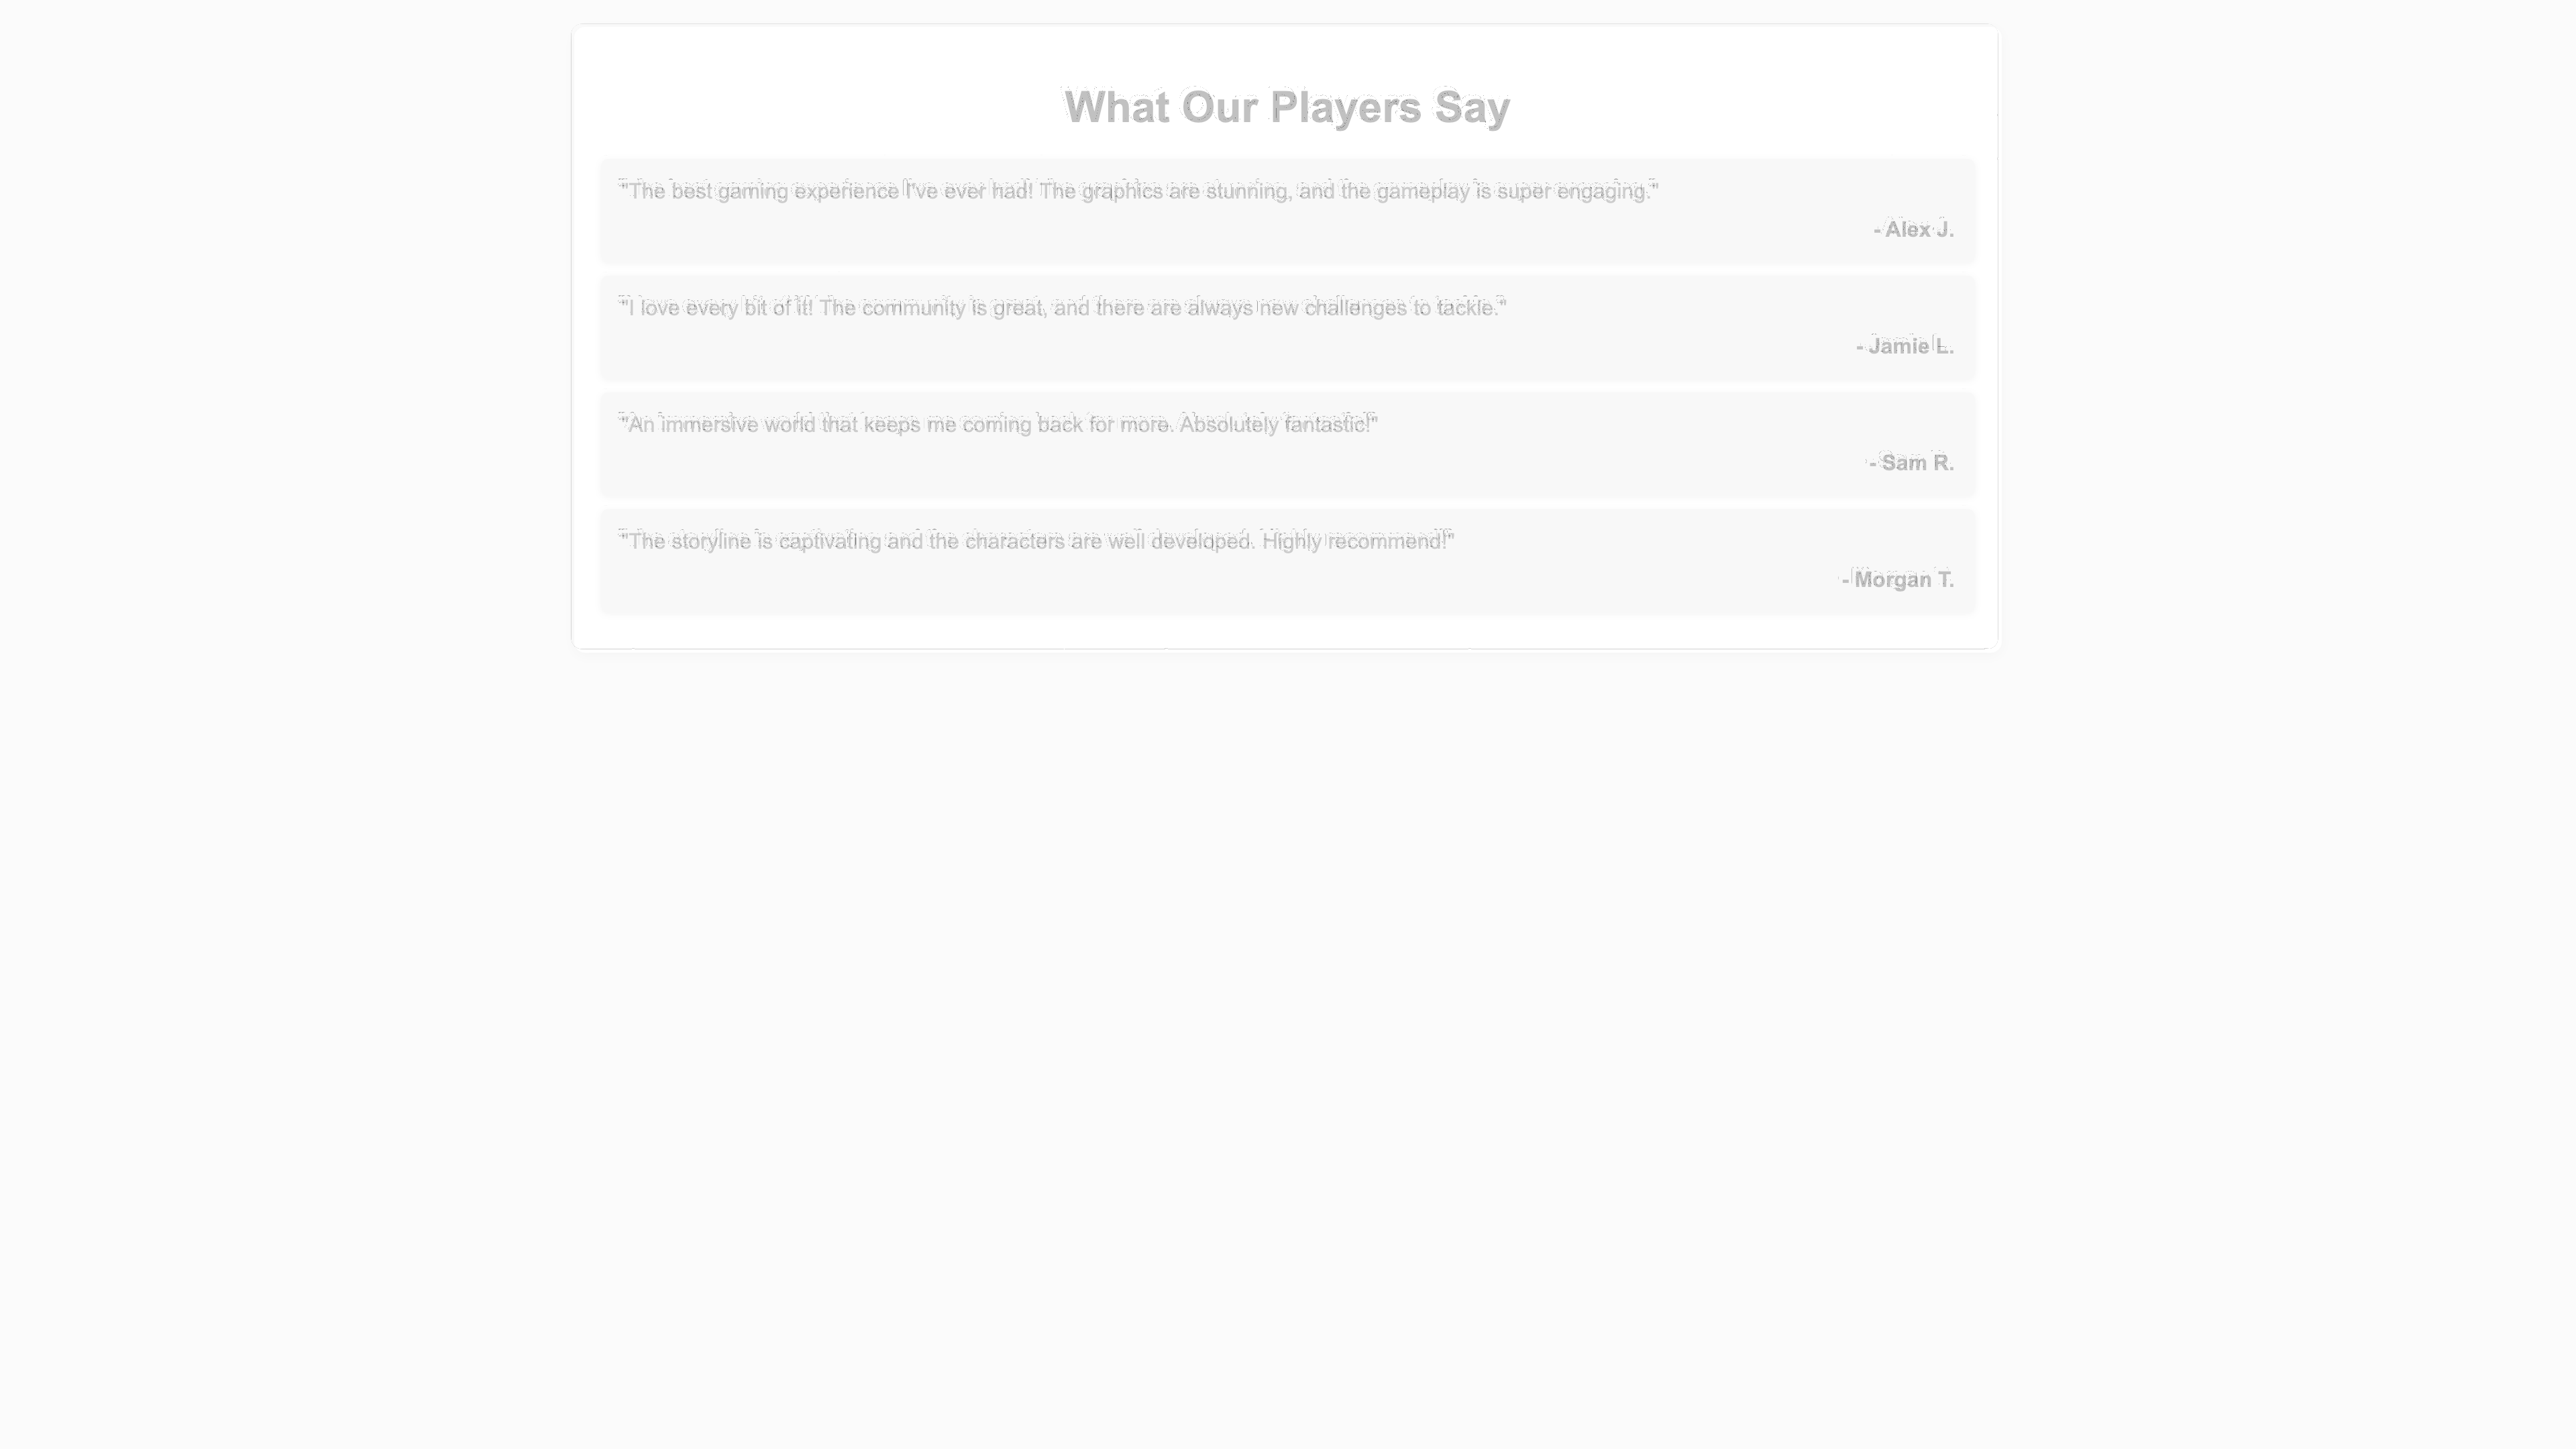 What Our Players Say
"The best gaming experience I've ever had! The graphics are stunning, and the gameplay is super engaging."
- Alex J.
"I love every bit of it! The community is great, and there are always new challenges to tackle."
- Jamie L.
"An immersive world that keeps me coming back for more. Absolutely fantastic!"
- Sam R.
"The storyline is captivating and the characters are well developed. Highly recommend!"
- Morgan T.